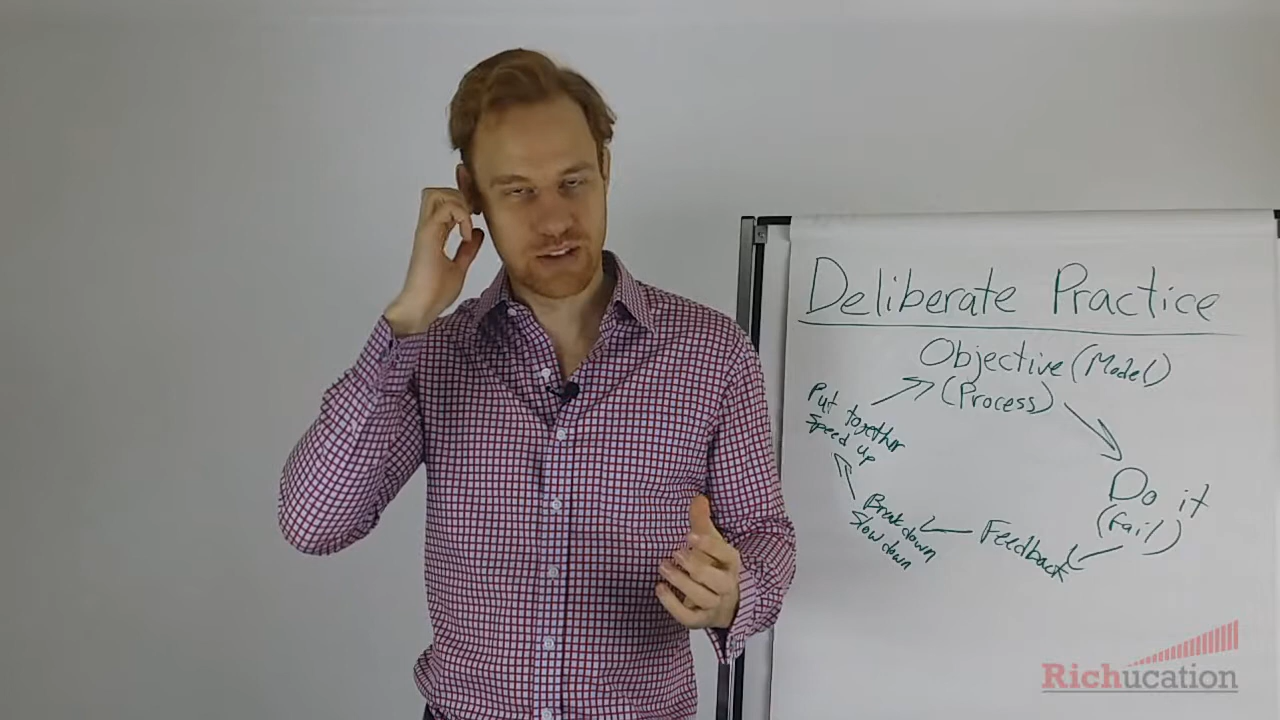 Deliberate Practice
Objective (Model)
(Process)
Do it
(Fail)
Feedback
Break down
Slow down
Put together
Speed up
Richucation